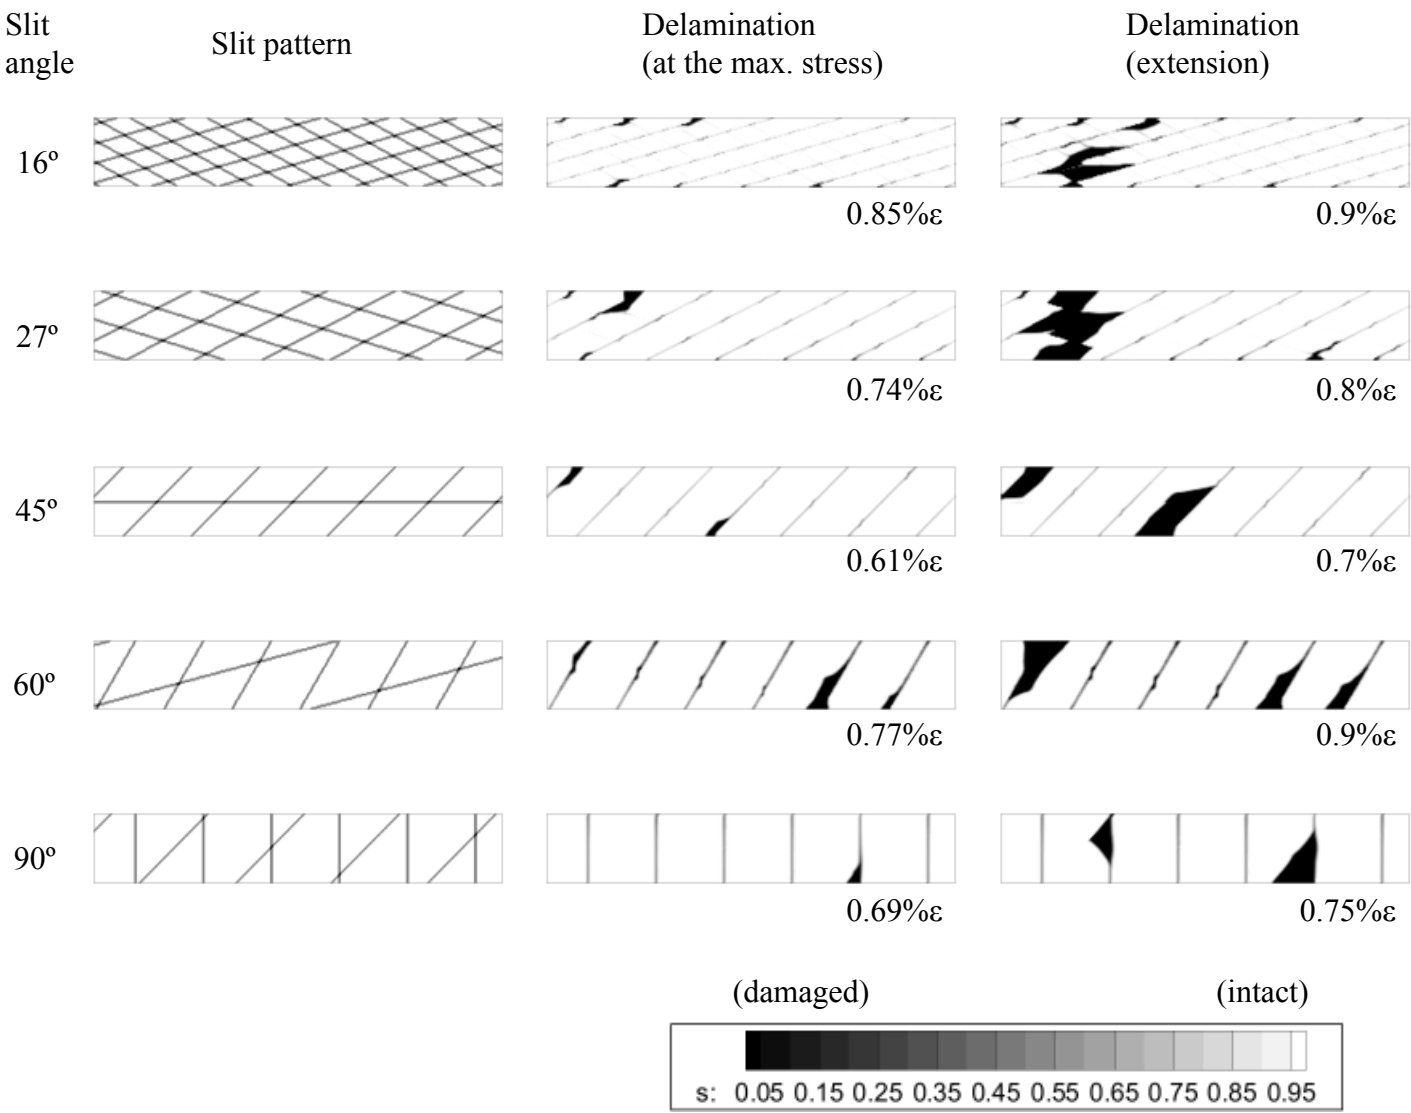 Slit
angle
Slit pattern
Delamination
(at the max. stress)
Delamination
(extension)
16º
0.85%ε
0.9%ε
27º
0.74%ε
0.8%ε
45º
0.61%ε
0.7%ε
60º
0.77%ε
0.9%ε
90º
0.69%ε
0.75%ε
(damaged)
(intact)
s: 0.05 0.15 0.25 0.35 0.45 0.55 0.65 0.75 0.85 0.95